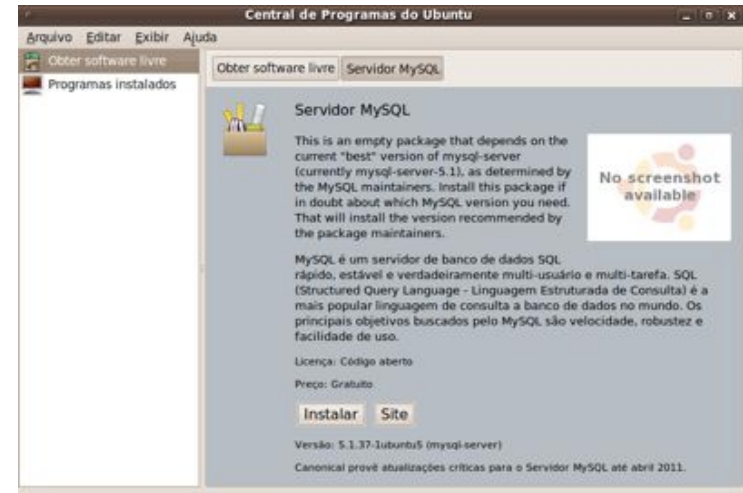 Central de Programas do Ubuntu
Arquivo Editar Exibir Ajuda
Obter software livre
Programas instalados
Obter software livre Servidor MySQL
Servidor MySQL
This is an empty package that depends on the
current "best" version of mysql-server
(currently mysql-server-5.1), as determined by
the MySQL maintainers. Install this package if
in doubt about which MySQL version you need.
That will install the version recommended by
the package maintainers.
No screenshot
available
MySQL é um servidor de banco de dados SQL
rápido, estável e verdadeiramente multi-usuário e multi-tarefa. SQL
(Structured Query Language - Linguagem Estruturada de Consulta) é a
mais popular linguagem de consulta a banco de dados no mundo. Os
principais objetivos buscados pelo MySQL são velocidade, robustez e
facilidade de uso.
Licença: Código aberto
Preço: Gratuito
Instalar Site
Versão: 5.1.37-1ubuntu5 (mysql-server)
Canonical provê atualizações críticas para o Servidor MySQL até abril 2011.